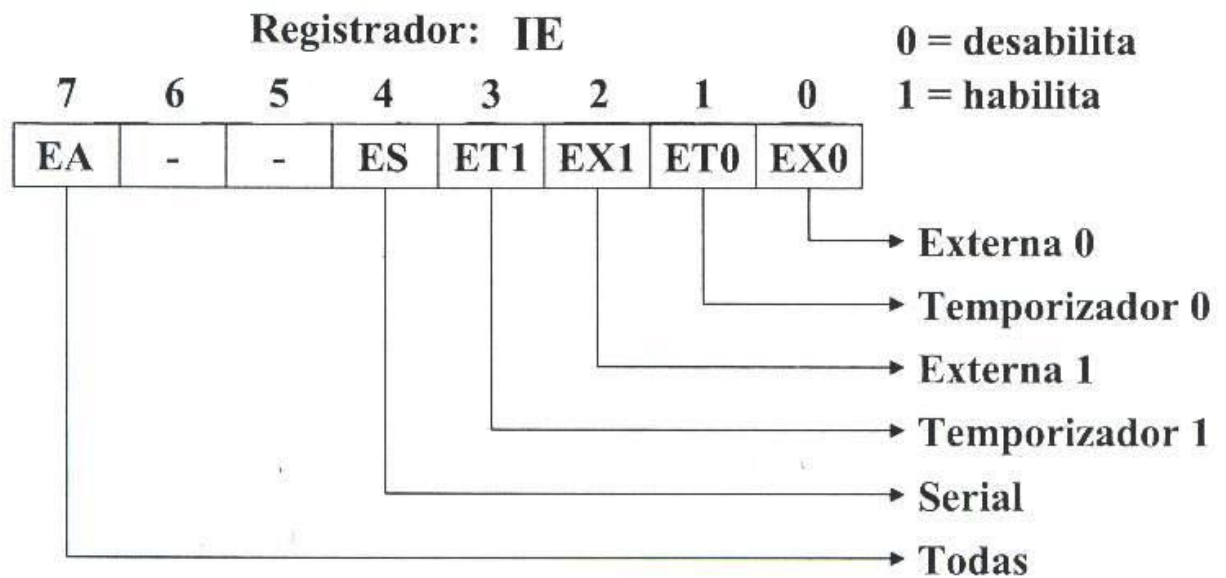 Registrador: IE
0 = desabilita
1 = habilita
7 6 5 4 3 2 1 0
EA - - ES ET1 EX1 ET0 EX0
Externa 0
Temporizador 0
Externa 1
Temporizador 1
Serial
Todas